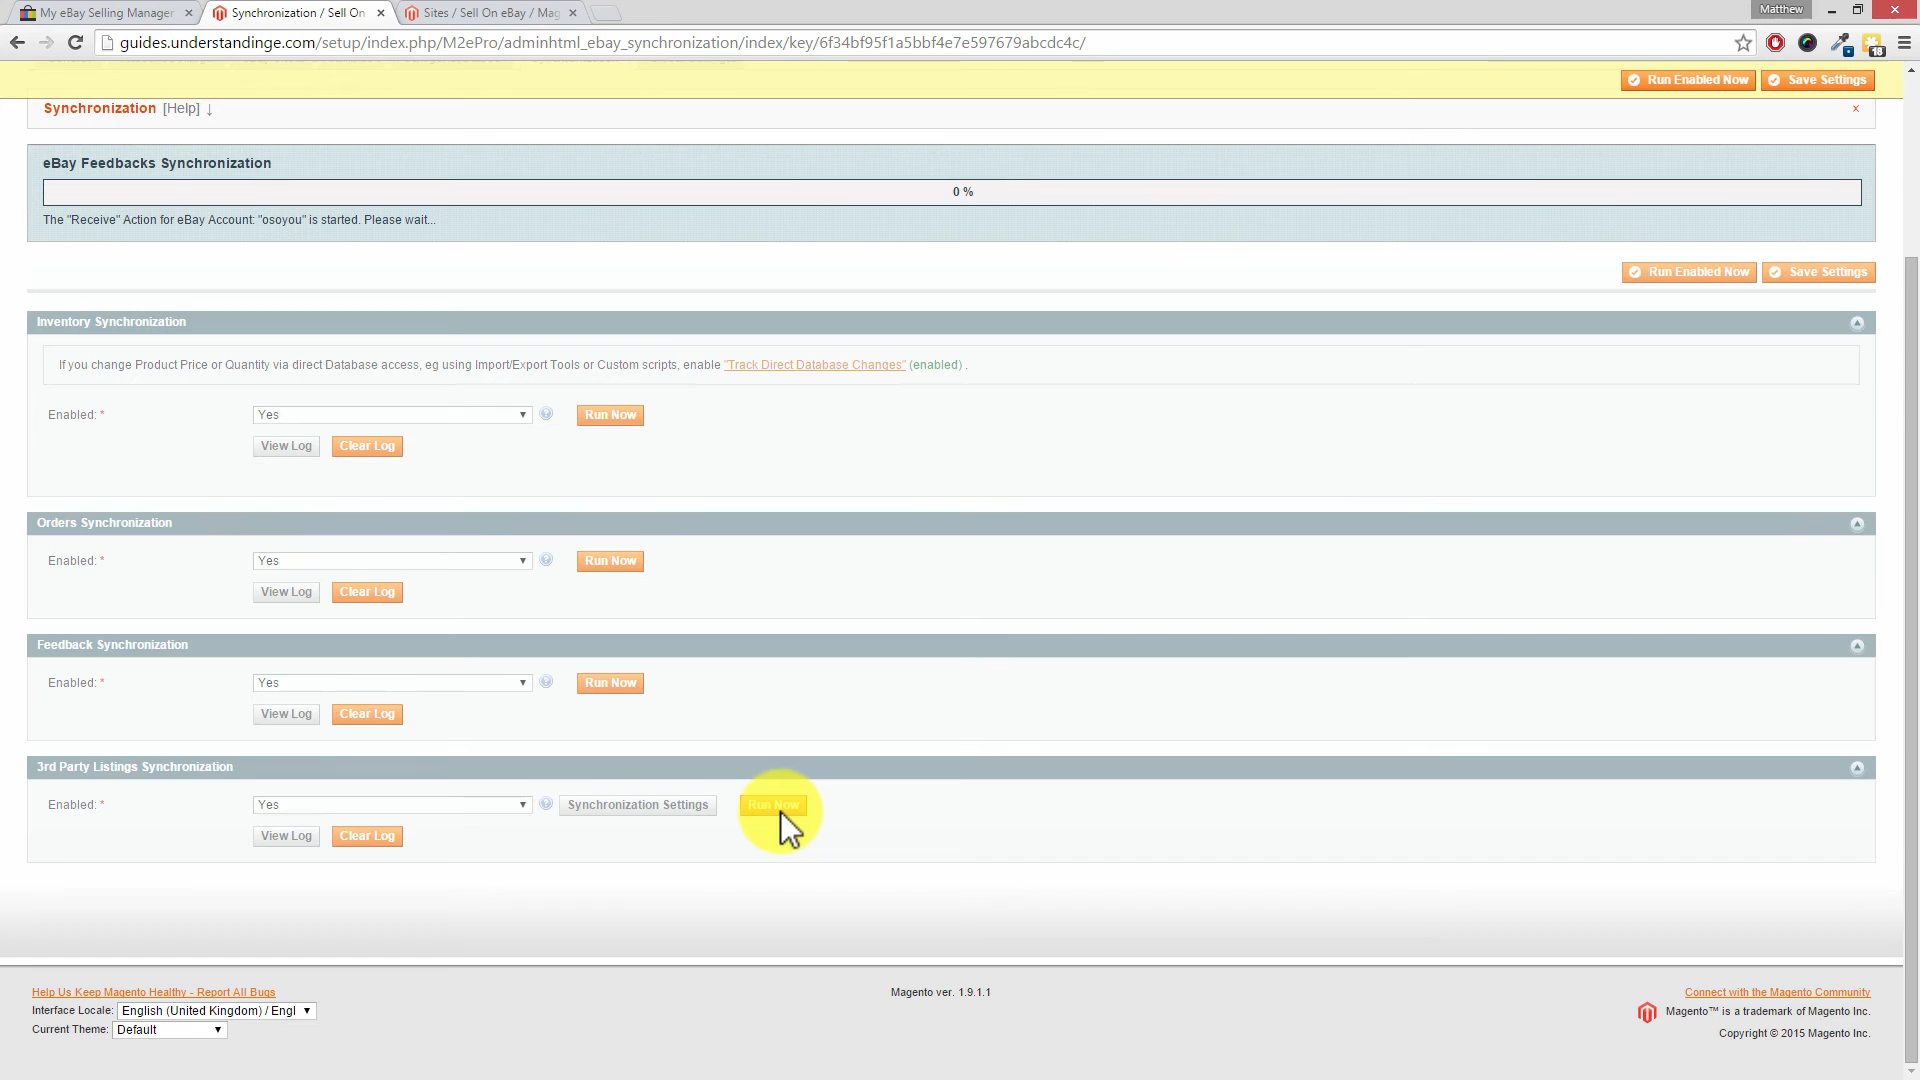 My eBay Selling Manager
Synchronization / Sell On
Sites / Sell On eBay / Mag
Matthew
guides.understandinge.com/setup/index.php/M2ePro/adminhtml_ebay_synchronization/index/key/6f34bf95f1a5bbf4e7e597679abcdc4c/
18
Run Enabled Now
Save Settings
Synchronization [Help] ↓
x
eBay Feedbacks Synchronization
0 %
The "Receive" Action for eBay Account: "osoyou" is started. Please wait...
Run Enabled Now
Save Settings
Inventory Synchronization
If you change Product Price or Quantity via direct Database access, eg using Import/Export Tools or Custom scripts, enable "Track Direct Database Changes" (enabled) .
Enabled: * Yes Run Now
View Log Clear Log
Orders Synchronization
Enabled: * Yes Run Now
View Log Clear Log
Feedback Synchronization
Enabled: * Yes Run Now
View Log Clear Log
3rd Party Listings Synchronization
Enabled: * Yes Synchronization Settings Run Now
View Log Clear Log
Help Us Keep Magento Healthy - Report All Bugs
Interface Locale: English (United Kingdom) / Engl
Current Theme: Default
Magento ver. 1.9.1.1
Connect with the Magento Community
Magento™ is a trademark of Magento Inc.
Copyright © 2015 Magento Inc.